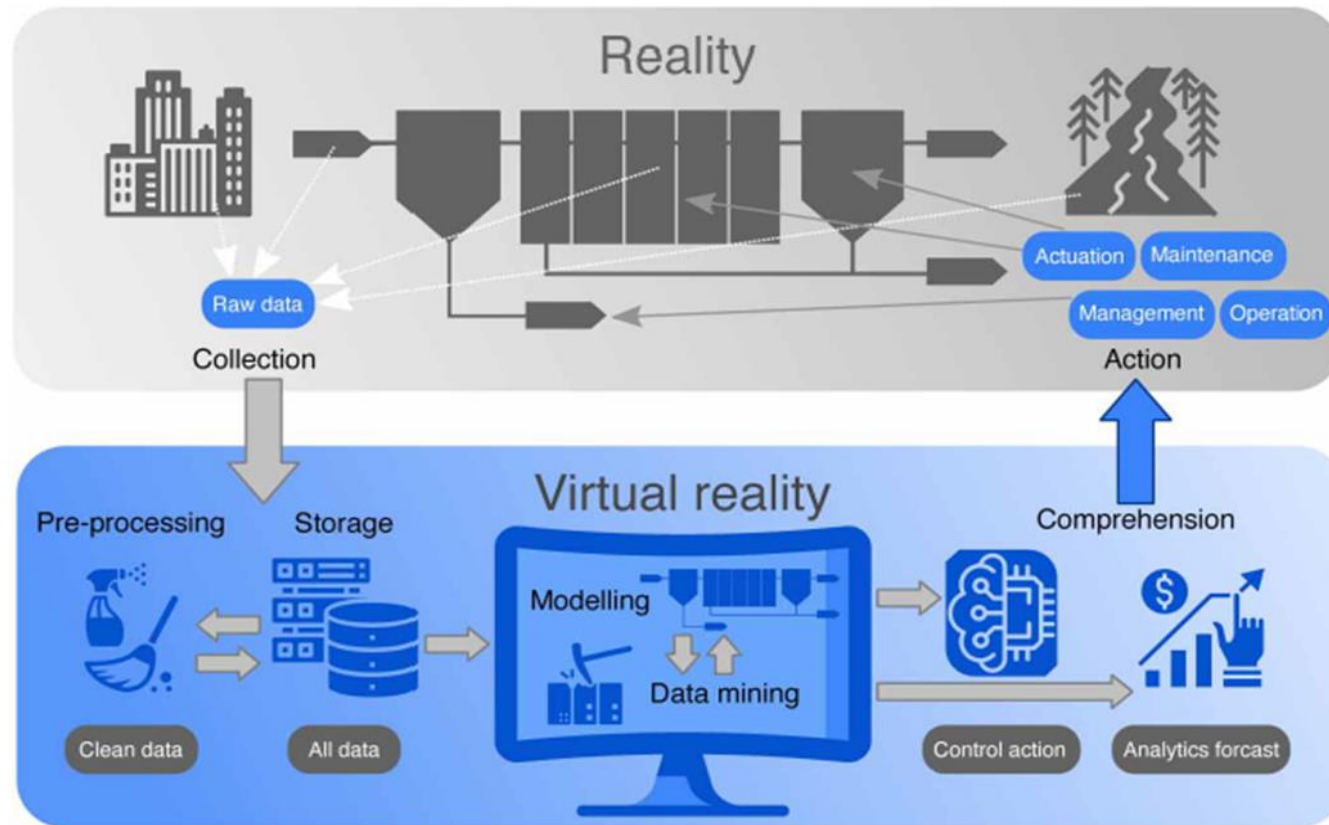 Reality
Raw data
Collection
Actuation
Maintenance
Management
Operation
Action
Virtual reality
Pre-processing
Storage
Comprehension
Modelling
Data mining
$
Clean data
All data
Control action
Analytics forcast